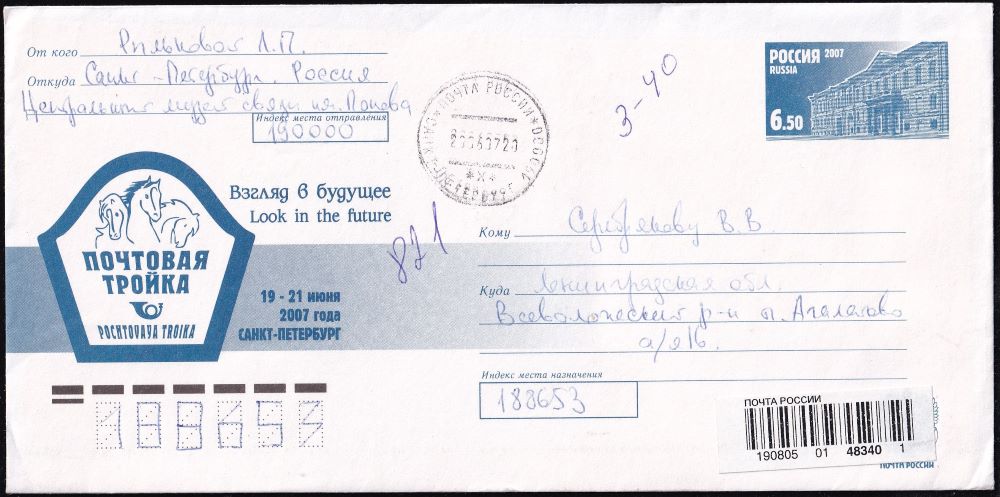 От кого Рилькова Л.П.
Откуда Санкт-Петербург. Россия
Центральный музей связи им. Попова
Индекс места отправления
190000
ПОЧТА РОССИИ
РОССИЯ 2007
RUSSIA
6.50
3-40
871
Взгляд в будущее
Look in the future
ПОЧТОВАЯ
ТРОЙКА
POCHTOVAYA TROIKA
19 - 21 июня
2007 года
САНКТ-ПЕТЕРБУРГ
Кому Серебрякову В.В.
Куда Ленинградская обл.
Всеволожский р-н п. Агалатово
а/я 16.
Индекс места назначения
188653
188653
ПОЧТА РОССИИ
190805 01 48340 1
ПОЧТА РОССИИ